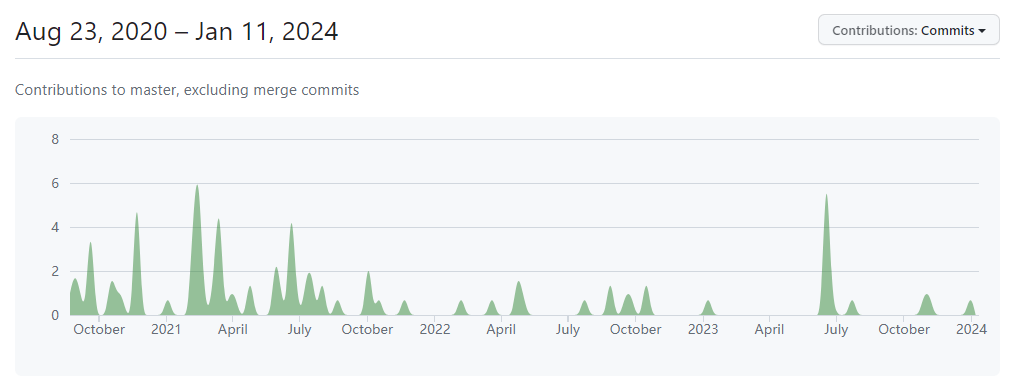 Aug 23, 2020 – Jan 11, 2024
Contributions: Commits
Contributions to master, excluding merge commits
8
6
4
2
0
October 2021 April July October 2022 April July October 2023 April July October 2024